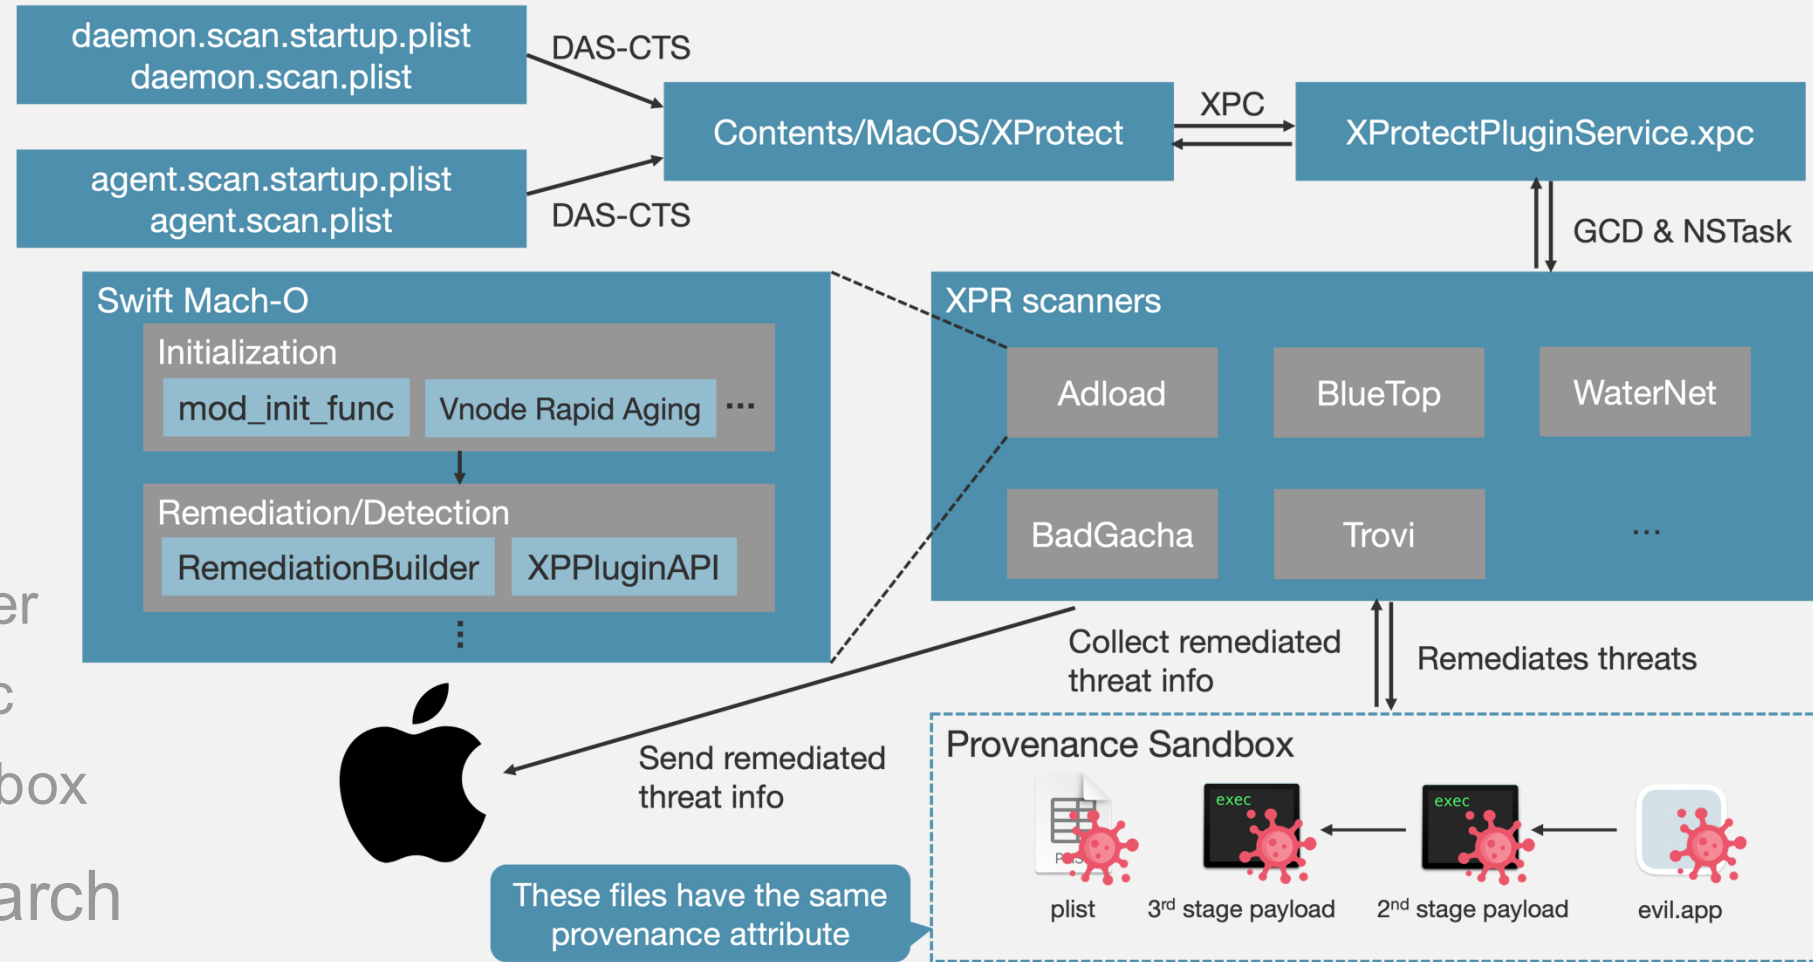 daemon.scan.startup.plist
daemon.scan.plist
DAS-CTS
Contents/MacOS/XProtect
XPC
XProtectPluginService.xpc
agent.scan.startup.plist
agent.scan.plist
DAS-CTS
GCD & NSTask
Swift Mach-O
Initialization
mod_init_func
Vnode Rapid Aging
...
Remediation/Detection
RemediationBuilder
XPPluginAPI
...
XPR scanners
Adload
BlueTop
WaterNet
BadGacha
Trovi
...
er
c
box
arch
Collect remediated
threat info
Remediates threats
Send remediated
threat info
Provenance Sandbox
exec
exec
plist
3rd stage payload
2nd stage payload
evil.app
These files have the same
provenance attribute